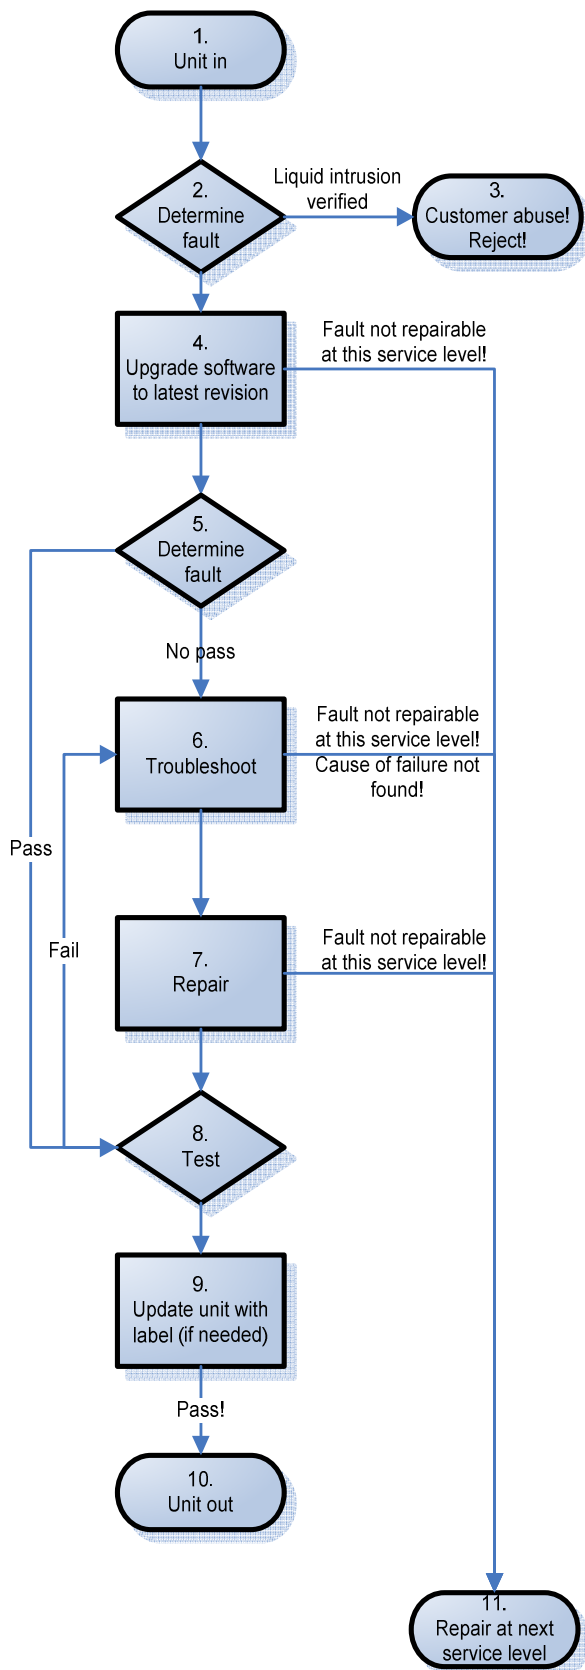 1.
Unit in
2.
Determine
fault
Liquid intrusion
verified
3.
Customer abuse!
Reject!
4.
Upgrade software
to latest revision
Fault not repairable
at this service level!
5.
Determine
fault
No pass
6.
Troubleshoot
Fault not repairable
at this service level!
Cause of failure not
found!
Pass
Fail
7.
Repair
Fault not repairable
at this service level!
8.
Test
9.
Update unit with
label (if needed)
Pass!
10.
Unit out
11.
Repair at next
service level